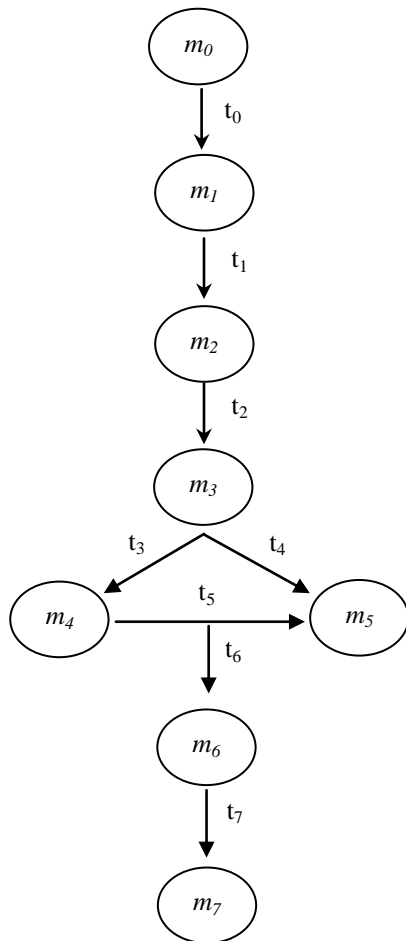 m₀
t₀
m₁
t₁
m₂
t₂
m₃
t₃ t₄
m₄ t₅ m₅
t₆
m₆
t₇
m₇